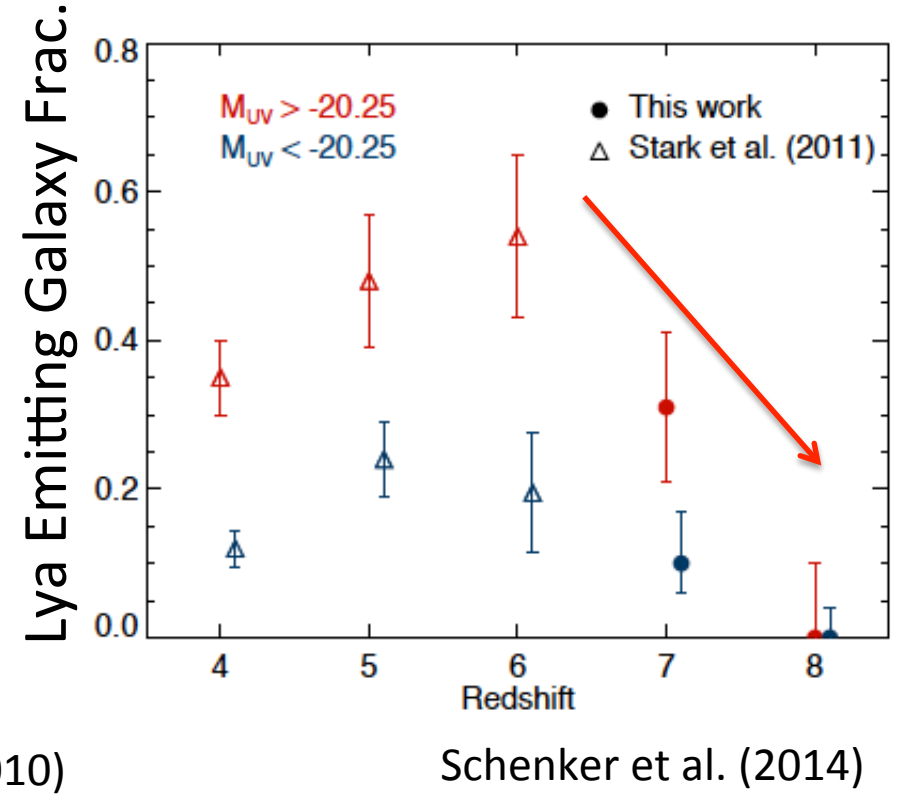 Lya Emitting Galaxy Frac.
0.8
0.6
0.4
0.2
0.0
M_UV > -20.25
M_UV < -20.25
● This work
△ Stark et al. (2011)
4 5 6 7 8
Redshift
010)
Schenker et al. (2014)